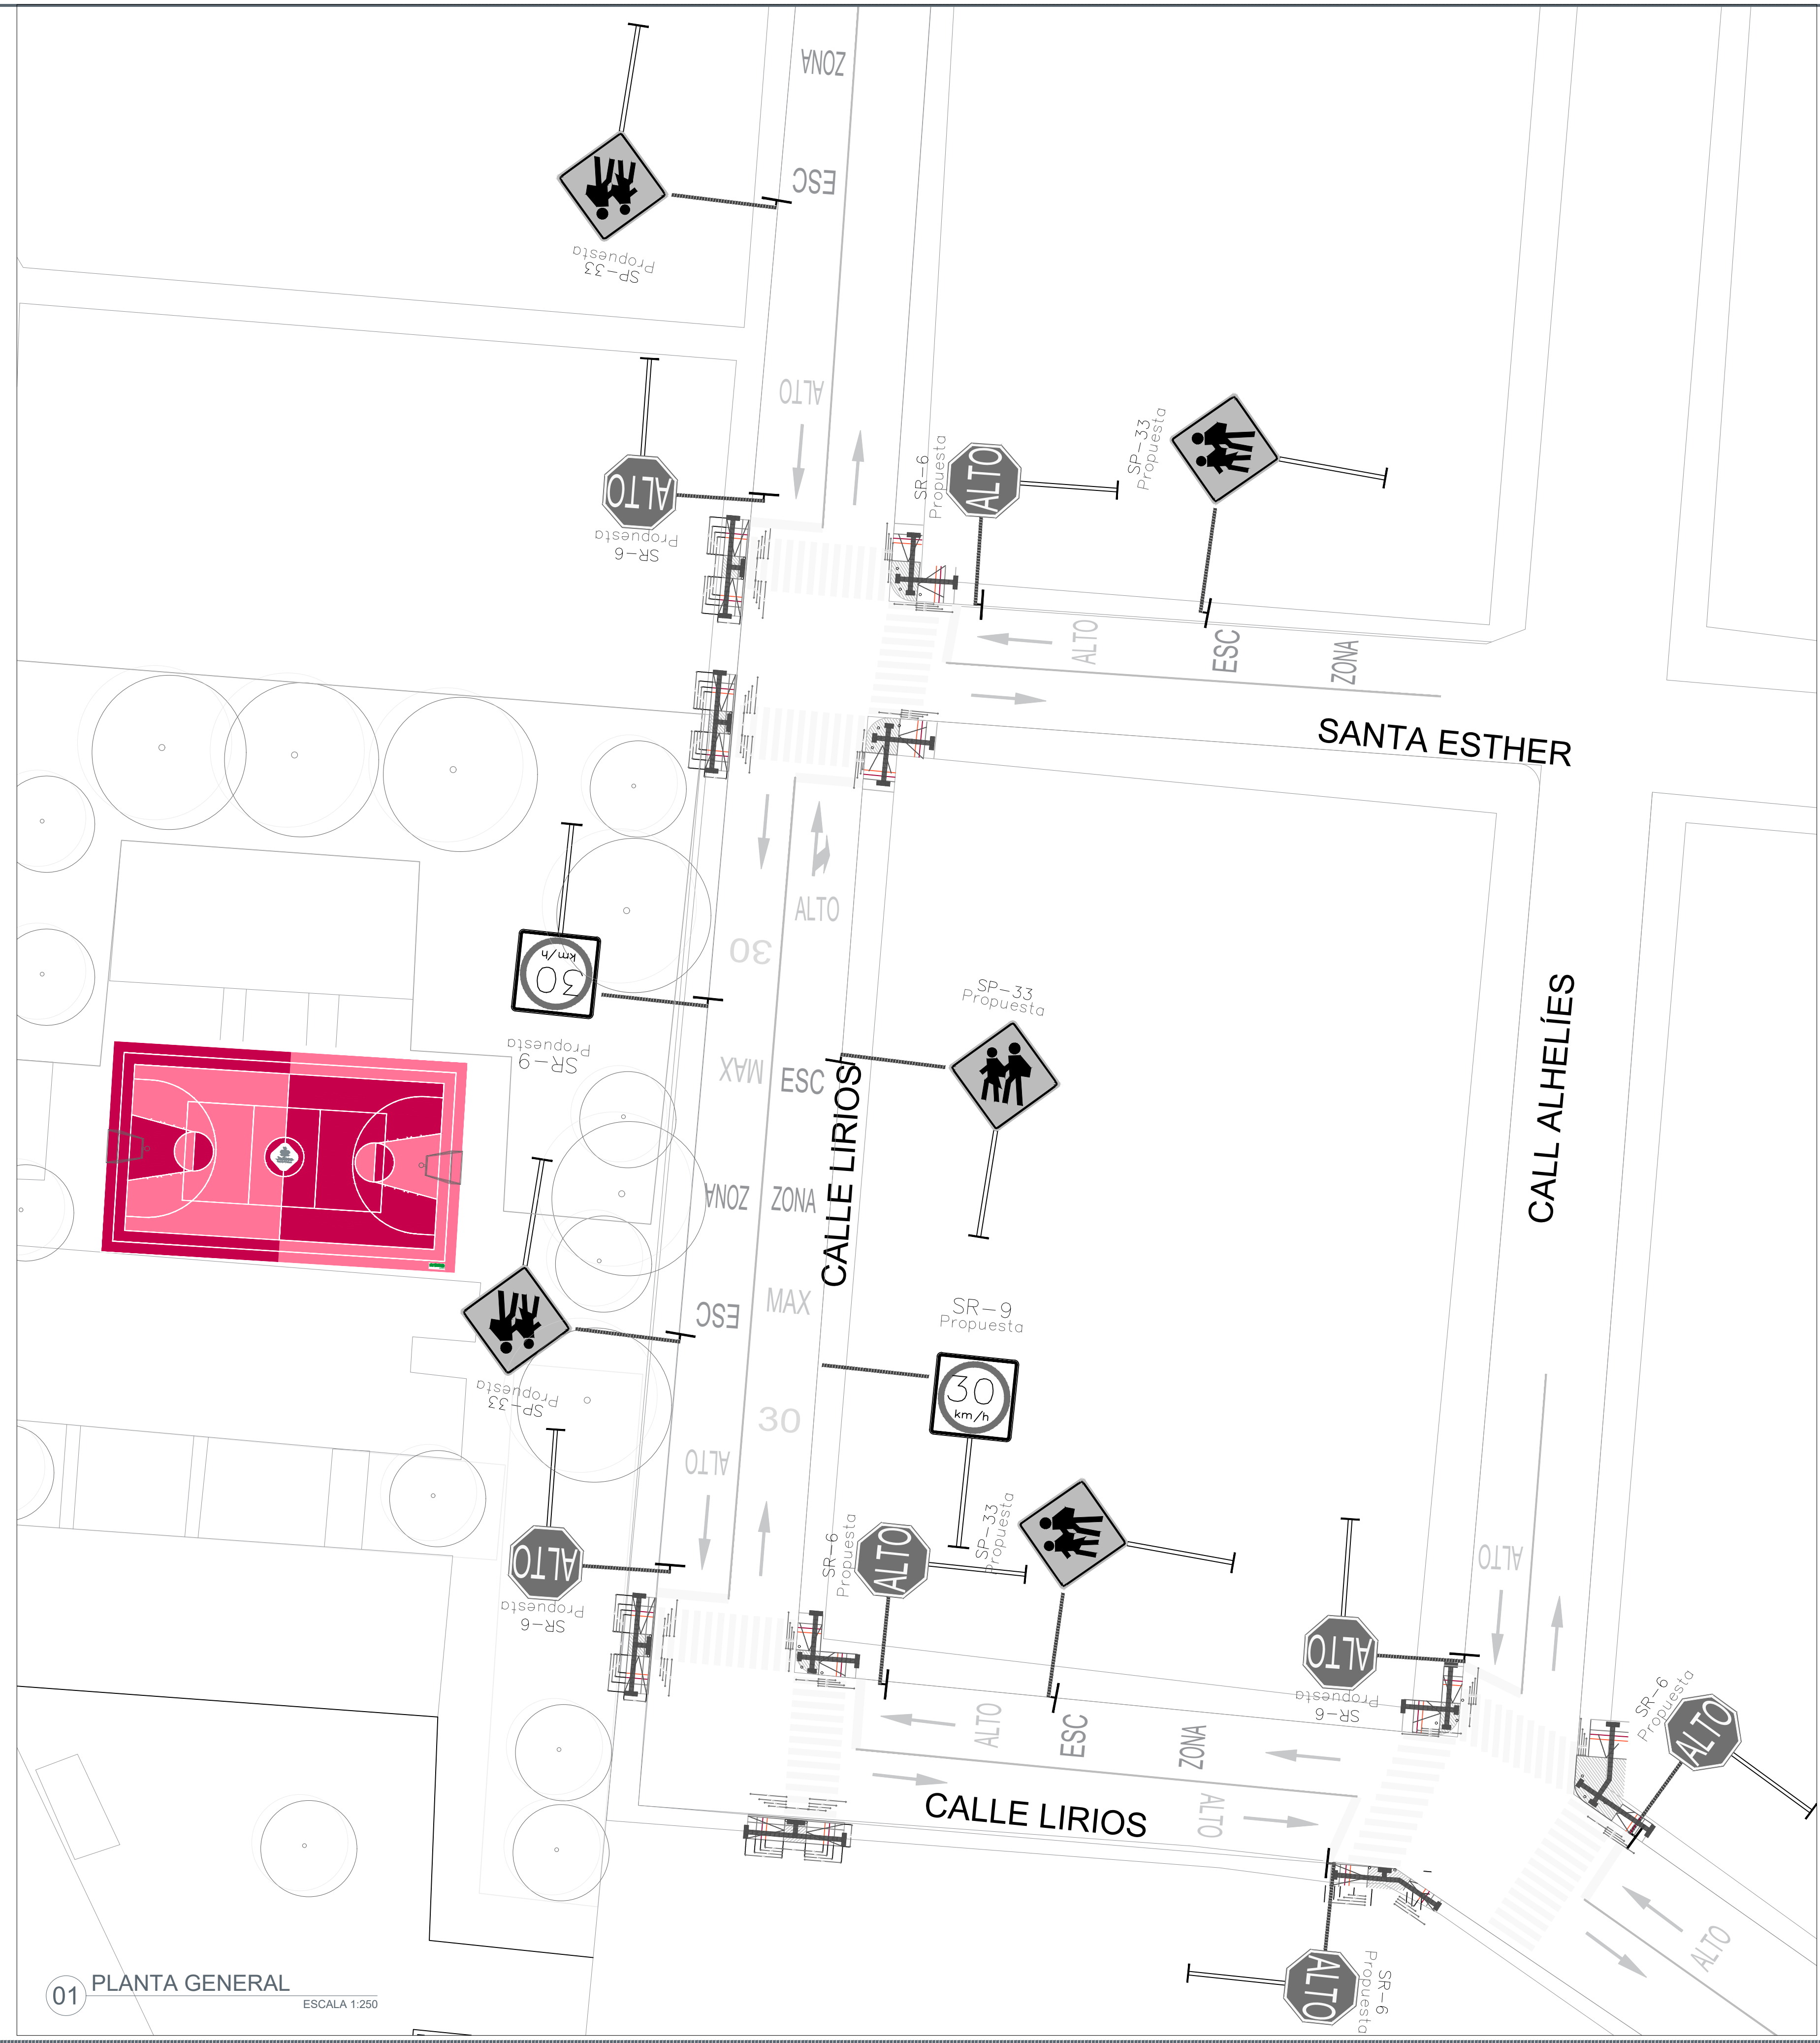 ZONA
ESC
SP-33
Propuesta
ALTO
ALTO
SR-6
Propuesta
SR-6
Propuesta
ALTO
SP-33
Propuesta
ALTO
ESC
ZONA
SANTA ESTHER
ALTO
30
30
km/h
SR-9
Propuesta
MAX
ESC
CALLE LIRIOS
SP-33
Propuesta
CALL ALHELÍES
ZONA
ZONA
ESC
MAX
SP-33
Propuesta
SR-9
Propuesta
30
km/h
30
ALTO
ALTO
SR-6
Propuesta
SR-6
Propuesta
ALTO
SP-33
Propuesta
ALTO
ALTO
SR-6
Propuesta
SR-6
Propuesta
ALTO
ALTO
ESC
ZONA
ALTO
CALLE LIRIOS
ALTO
ALTO
SR-6
Propuesta
01
PLANTA GENERAL
ESCALA 1:250